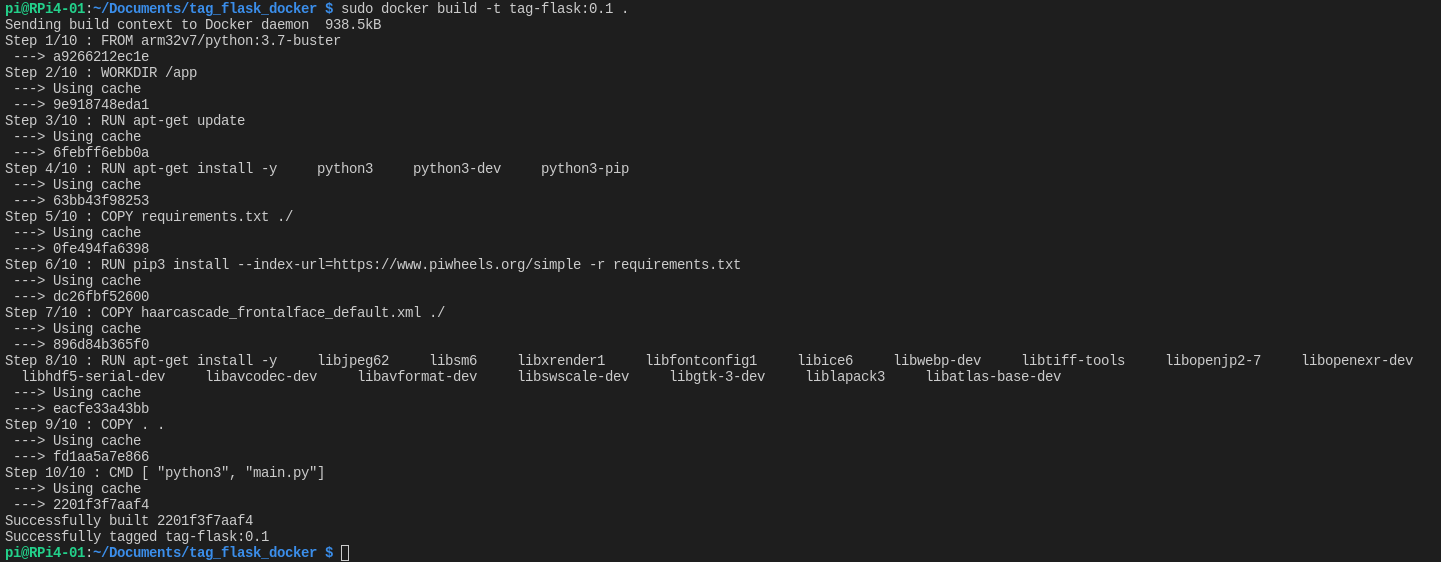 pi@RPi4-01:~/Documents/tag_flask_docker $ sudo docker build -t tag-flask:0.1 .
Sending build context to Docker daemon  938.5kB
Step 1/10 : FROM arm32v7/python:3.7-buster
 ---> a9266212ec1e
Step 2/10 : WORKDIR /app
 ---> Using cache
 ---> 9e918748eda1
Step 3/10 : RUN apt-get update
 ---> Using cache
 ---> 6febff6ebb0a
Step 4/10 : RUN apt-get install -y     python3     python3-dev     python3-pip
 ---> Using cache
 ---> 63bb43f98253
Step 5/10 : COPY requirements.txt ./
 ---> Using cache
 ---> 0fe494fa6398
Step 6/10 : RUN pip3 install --index-url=https://www.piwheels.org/simple -r requirements.txt
 ---> Using cache
 ---> dc26fbf52600
Step 7/10 : COPY haarcascade_frontalface_default.xml ./
 ---> Using cache
 ---> 896d84b365f0
Step 8/10 : RUN apt-get install -y     libjpeg62     libsm6     libxrender1     libfontconfig1     libice6     libwebp-dev     libtiff-tools     libopenjp2-7     libopenexr-dev
  libhdf5-serial-dev     libavcodec-dev     libavformat-dev     libswscale-dev     libgtk-3-dev     liblapack3     libatlas-base-dev
 ---> Using cache
 ---> eacfe33a43bb
Step 9/10 : COPY . .
 ---> Using cache
 ---> fd1aa5a7e866
Step 10/10 : CMD [ "python3", "main.py"]
 ---> Using cache
 ---> 2201f3f7aaf4
Successfully built 2201f3f7aaf4
Successfully tagged tag-flask:0.1
pi@RPi4-01:~/Documents/tag_flask_docker $